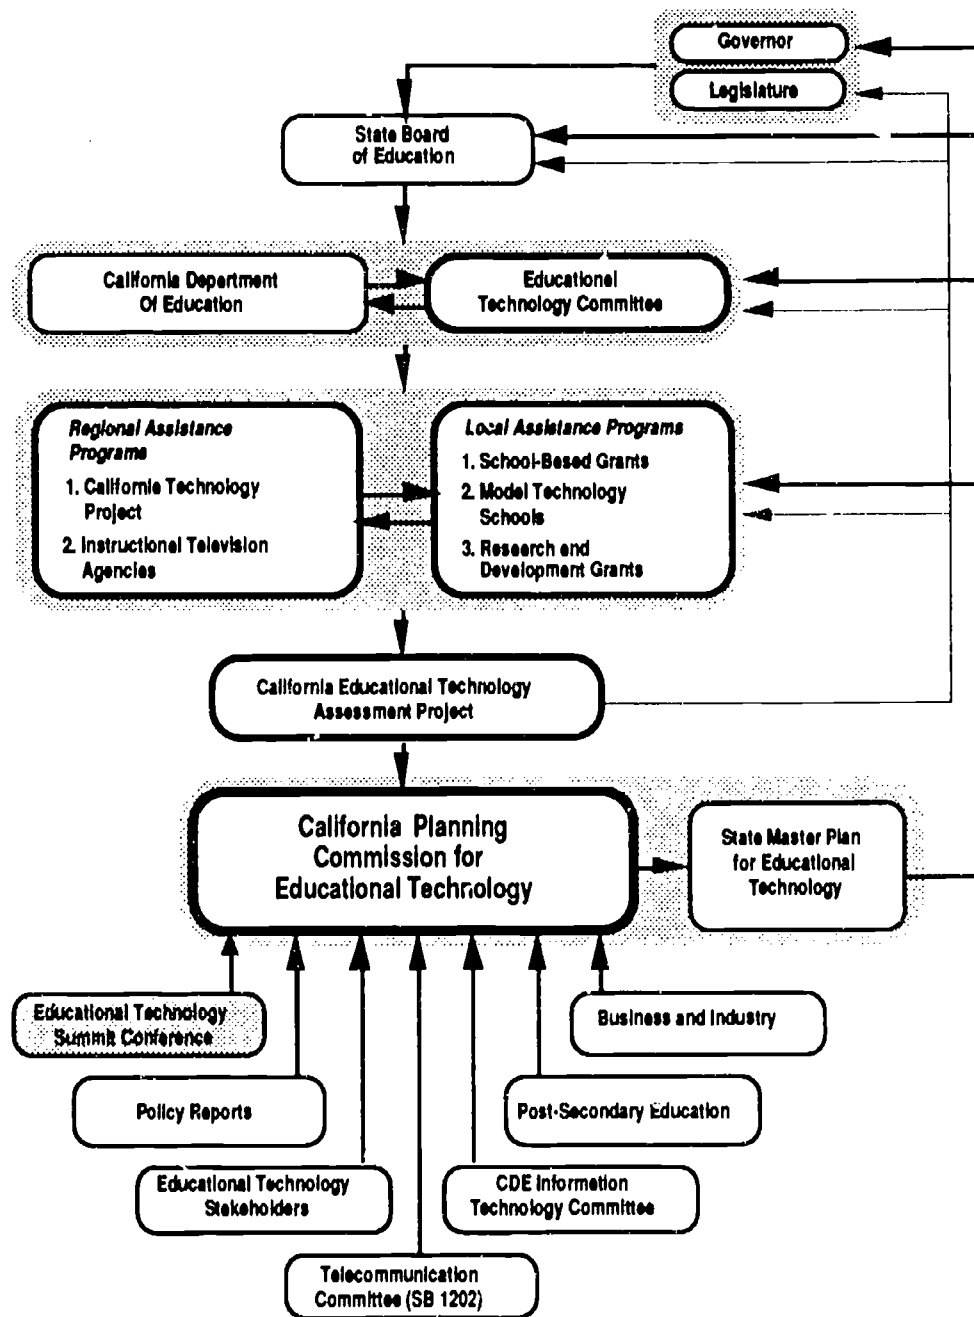 Governor
Legislature
State Board
of Education
California Department
Of Education
Educational
Technology Committee
Regional Assistance
Programs
1. California Technology
Project
2. Instructional Television
Agencies
Local Assistance Programs
1. School-Based Grants
2. Model Technology
Schools
3. Research and
Development Grants
California Educational Technology
Assessment Project
California Planning
Commission for
Educational Technology
State Master Plan
for Educational
Technology
Educational Technology
Summit Conference
Business and Industry
Policy Reports
Post-Secondary Education
Educational Technology
Stakeholders
CDE Information
Technology Committee
Telecommunication
Committee (SB 1202)